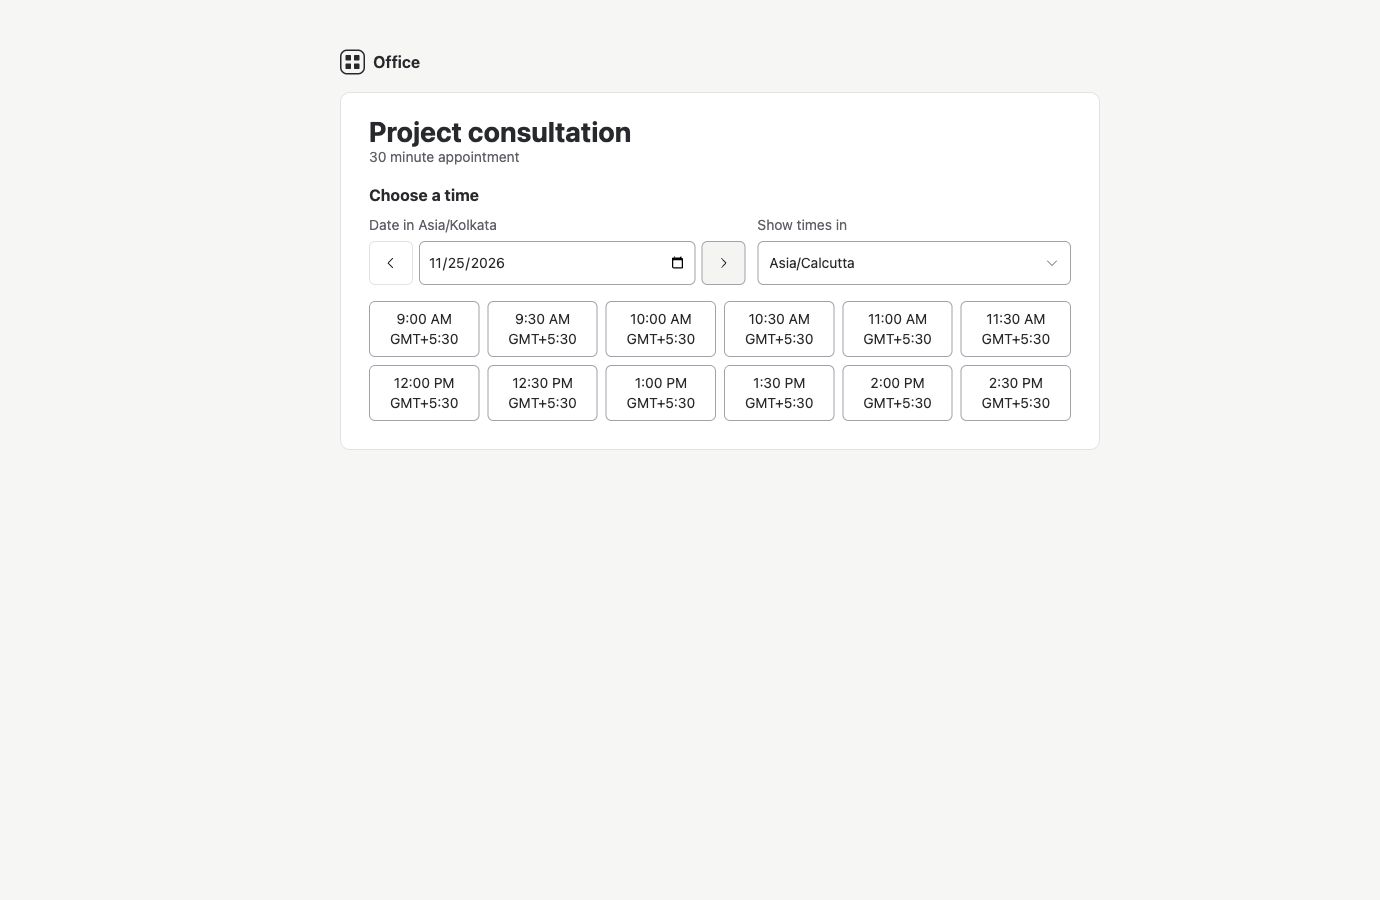 Office
Project consultation
30 minute appointment
Choose a time
Date in Asia/Kolkata
Show times in
11/25/2026
Asia/Calcutta
9:00 AM
GMT+5:30
9:30 AM
GMT+5:30
10:00 AM
GMT+5:30
10:30 AM
GMT+5:30
11:00 AM
GMT+5:30
11:30 AM
GMT+5:30
12:00 PM
GMT+5:30
12:30 PM
GMT+5:30
1:00 PM
GMT+5:30
1:30 PM
GMT+5:30
2:00 PM
GMT+5:30
2:30 PM
GMT+5:30